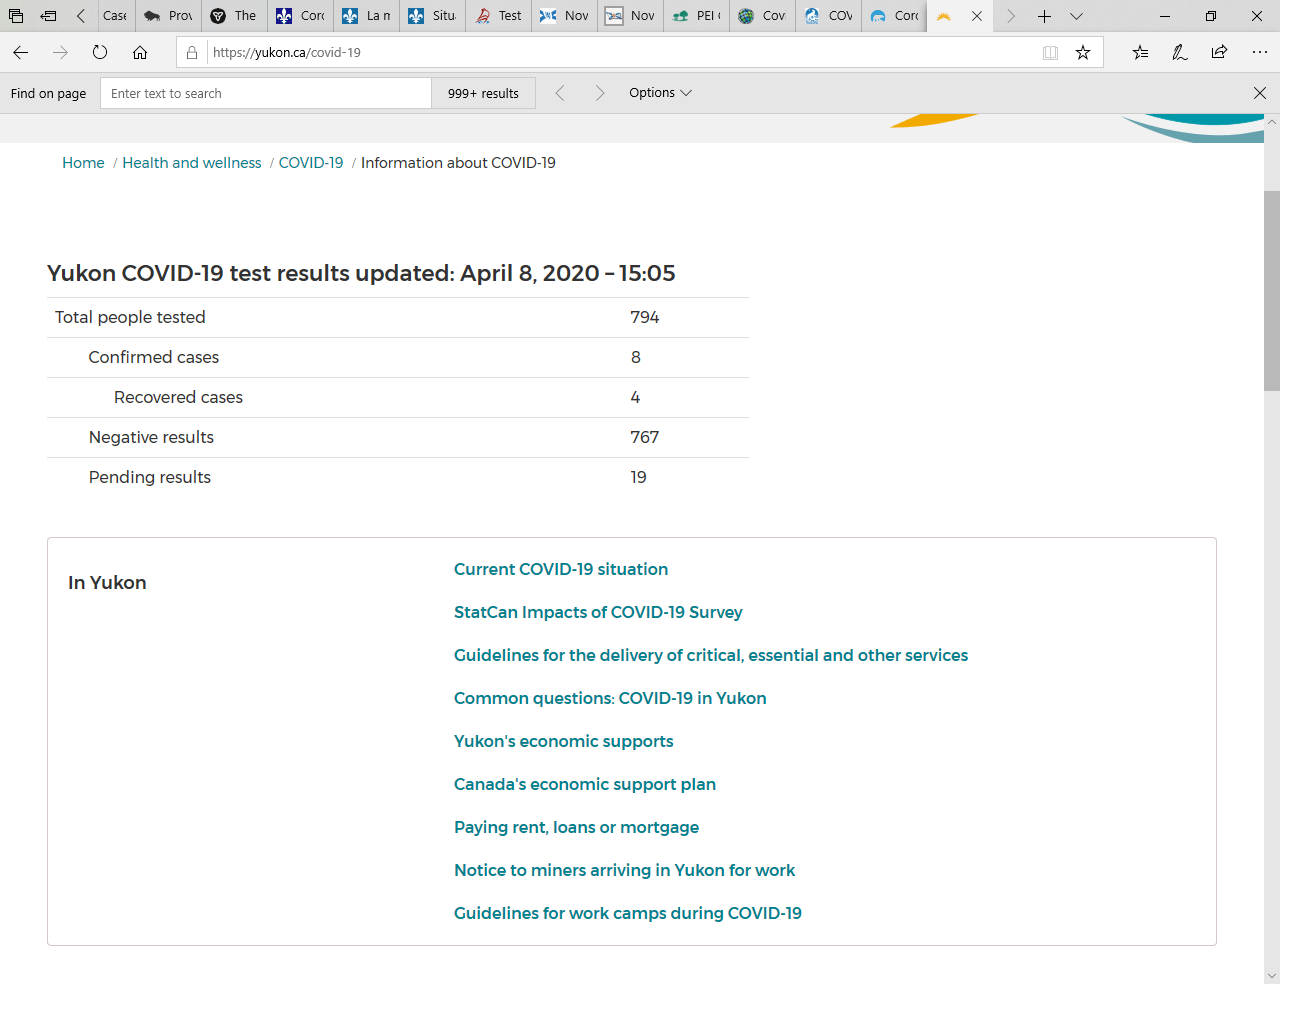 Case
Prov
The
Coro
La m
Situ
Test
Nov
Nov
PEI
Covi
COV
Coro
https://yukon.ca/covid-19
Find on page
Enter text to search
999+ results
Options
Home / Health and wellness / COVID-19 / Information about COVID-19
Yukon COVID-19 test results updated: April 8, 2020 – 15:05
Total people tested 794
Confirmed cases 8
Recovered cases 4
Negative results 767
Pending results 19
In Yukon
Current COVID-19 situation
StatCan Impacts of COVID-19 Survey
Guidelines for the delivery of critical, essential and other services
Common questions: COVID-19 in Yukon
Yukon's economic supports
Canada's economic support plan
Paying rent, loans or mortgage
Notice to miners arriving in Yukon for work
Guidelines for work camps during COVID-19